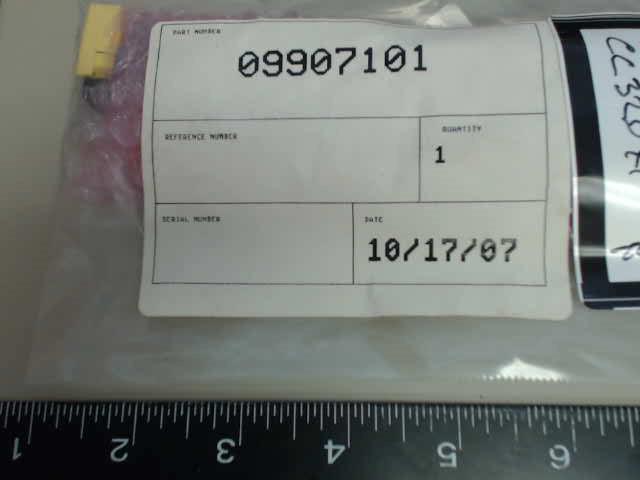 PART NUMBER
09907101
REFERENCE NUMBER
QUANTITY
1
SERIAL NUMBER
DATE
10/17/07
1 2 3 4 5 6